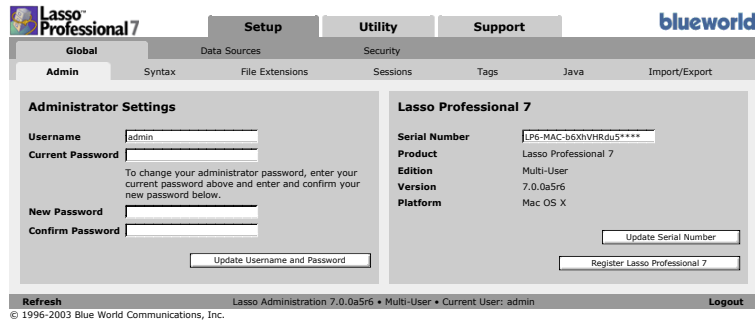 Lasso™
Professional 7
Setup
Utility
Support
blueworld
Global
Data Sources
Security
Admin
Syntax
File Extensions
Sessions
Tags
Java
Import/Export
Administrator Settings
Username
admin
Current Password
To change your administrator password, enter your
current password above and enter and confirm your
new password below.
New Password
Confirm Password
Update Username and Password
Lasso Professional 7
Serial Number
LP6-MAC-b6XhVHRdu5****
Product
Lasso Professional 7
Edition
Multi-User
Version
7.0.0a5r6
Platform
Mac OS X
Update Serial Number
Register Lasso Professional 7
Refresh
Lasso Administration 7.0.0a5r6 • Multi-User • Current User: admin
Logout
© 1996-2003 Blue World Communications, Inc.